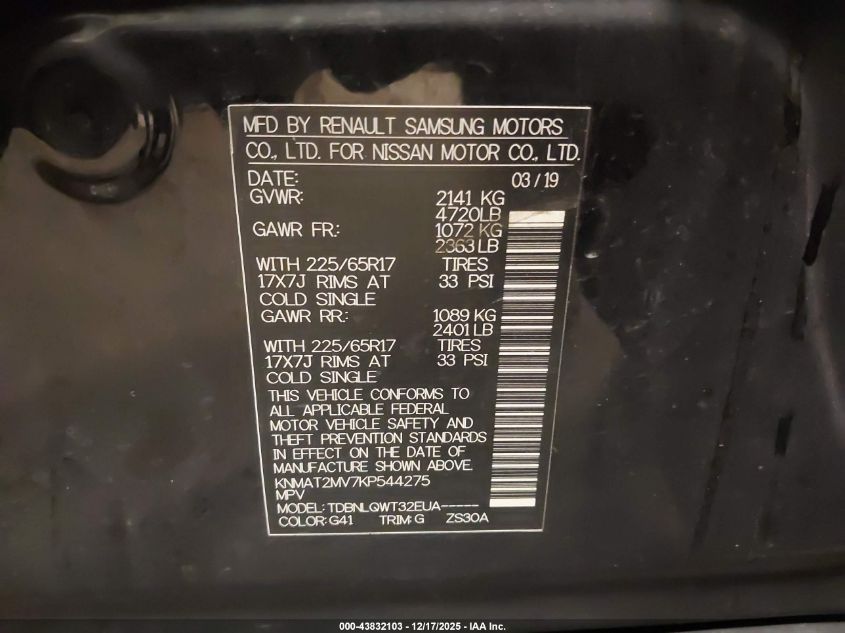 MFD BY RENAULT SAMSUNG MOTORS
CO., LTD. FOR NISSAN MOTOR CO., LTD.
DATE: 03/19
GVWR: 2141 KG
4720LB
GAWR FR.: 1072 KG
2363LB
WITH 225/65R17 TIRES
17X7J RIMS AT 33 PSI
COLD SINGLE
GAWR RR.: 1089 KG
2401LB
WITH 225/65R17 TIRES
17X7J RIMS AT 33 PSI
COLD SINGLE
THIS VEHICLE CONFORMS TO
ALL APPLICABLE FEDERAL
MOTOR VEHICLE SAFETY AND
THEFT PREVENTION STANDARDS
IN EFFECT ON THE DATE OF
MANUFACTURE SHOWN ABOVE.
KNMAT2MV7KP544275
MPV
MODEL: TDBNLQWT32EUA-----
COLOR: G41 TRIM: G ZS30A
000-43832103 - 12/17/2025 - IAA Inc.